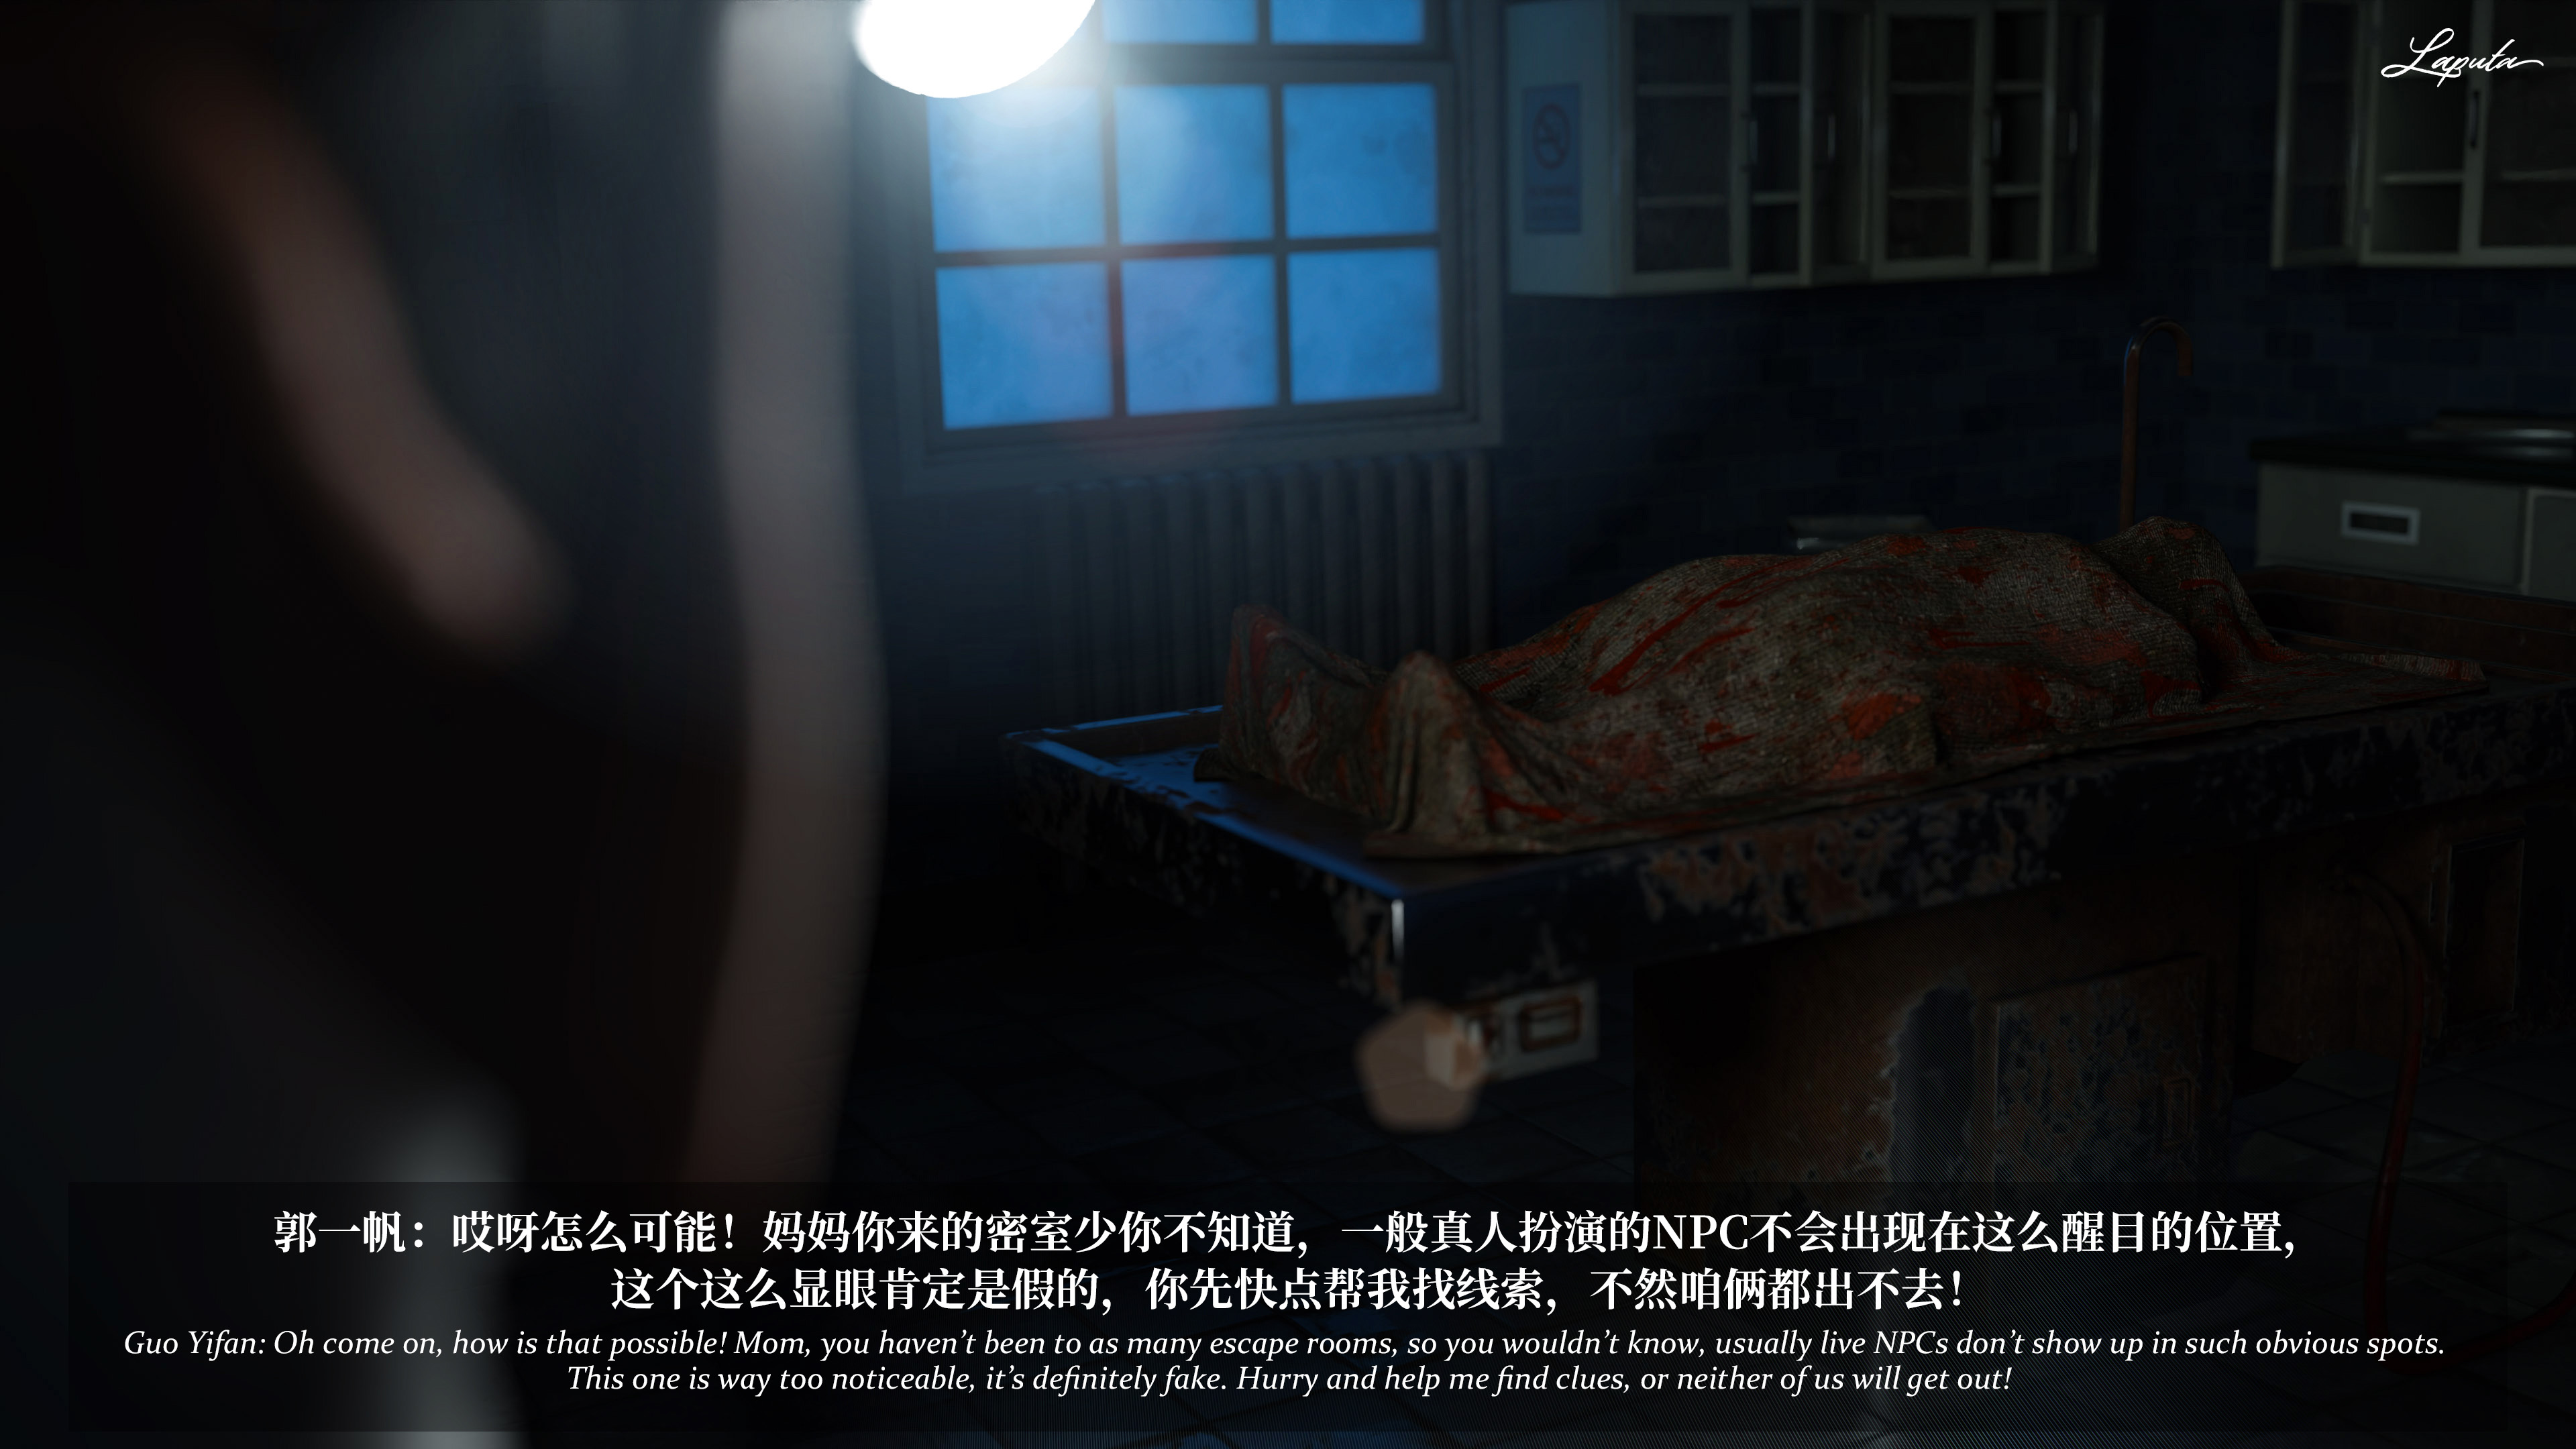 Laputa
郭一帆：哎呀怎么可能！妈妈你来的密室少你不知道，一般真人扮演的NPC不会出现在这么醒目的位置，
这个这么显眼肯定是假的，你先快点帮我找线索，不然咱俩都出不去！
Guo Yifan: Oh come on, how is that possible! Mom, you haven’t been to as many escape rooms, so you wouldn’t know, usually live NPCs don’t show up in such obvious spots.
This one is way too noticeable, it’s definitely fake. Hurry and help me find clues, or neither of us will get out!